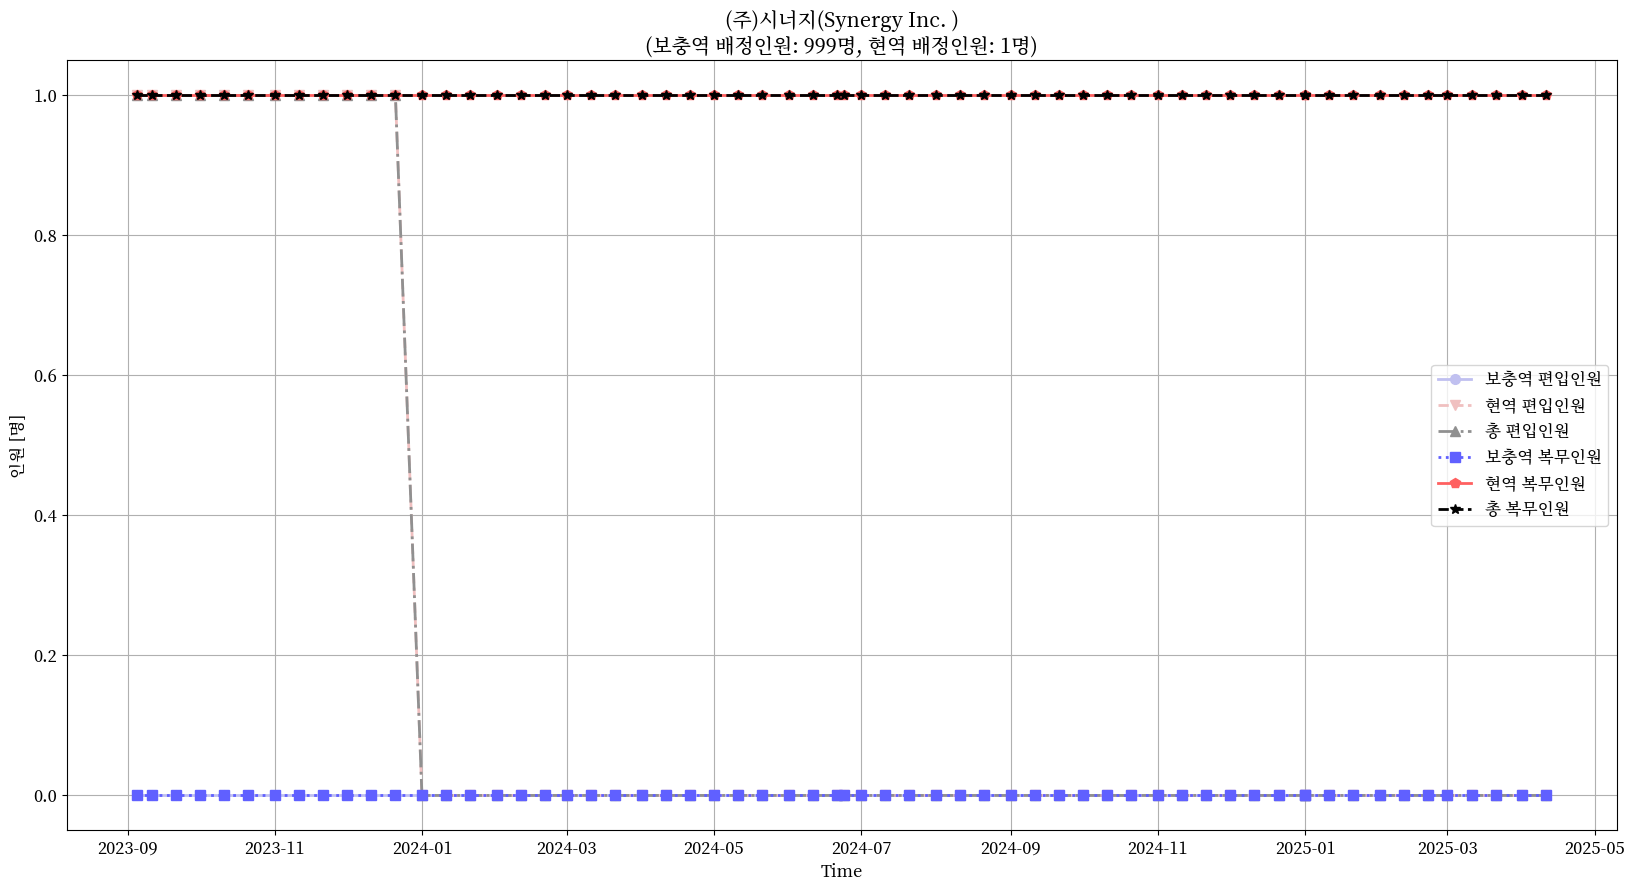 (주)시너지(Synergy Inc. )
(보충역 배정인원: 999명, 현역 배정인원: 1명)
인원 [명]
1.0
0.8
0.6
0.4
0.2
0.0
보충역 편입인원
현역 편입인원
총 편입인원
보충역 복무인원
현역 복무인원
총 복무인원
2023-09 2023-11 2024-01 2024-03 2024-05 2024-07 2024-09 2024-11 2025-01 2025-03 2025-05
Time